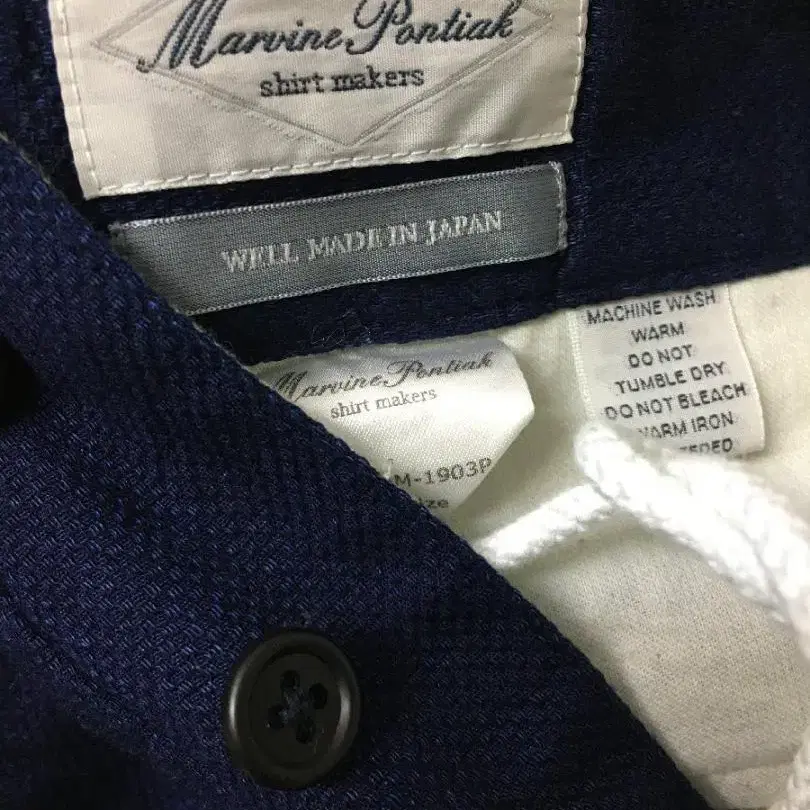 Marvine Pontiak
shirt makers
WELL MADE IN JAPAN
Marvine Pontiak
shirt makers
M-1903P
MACHINE WASH
WARM
DO NOT
TUMBLE DRY
DO NOT BLEACH
WARM IRON